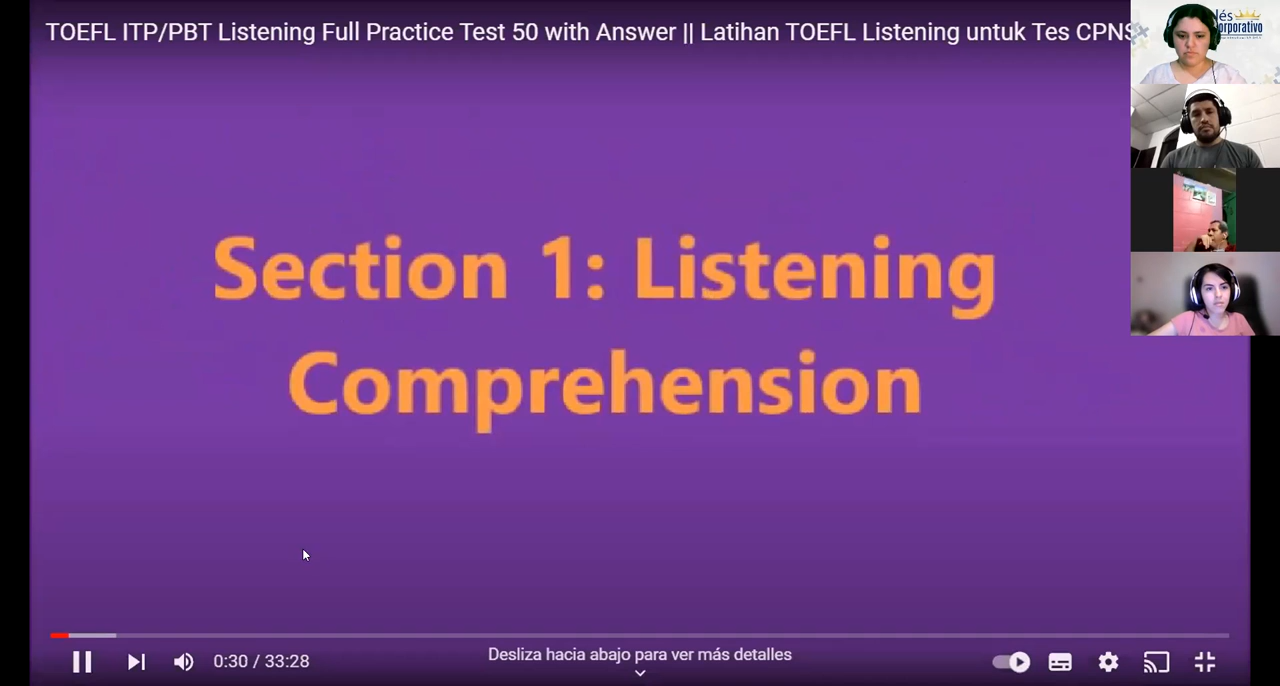 TOEFL ITP/PBT Listening Full Practice Test 50 with Answer || Latihan TOEFL Listening untuk Tes CPNS
Section 1: Listening
Comprehension
0:30 / 33:28
Desliza hacia abajo para ver más detalles